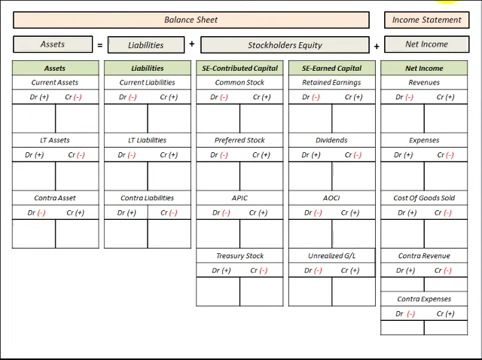 Balance Sheet Income Statement
Assets = Liabilities + Stockholders Equity + Net Income
Assets Liabilities SE-Contributed Capital SE-Earned Capital Net Income
Current Assets Current Liabilities Common Stock Retained Earnings Revenues
Dr (+) Cr (-) Dr (-) Cr (+) Dr (-) Cr (+) Dr (-) Cr (+) Dr (-) Cr (+)
LT Assets LT Liabilities Preferred Stock Dividends Expenses
Dr (+) Cr (-) Dr (-) Cr (+) Dr (-) Cr (+) Dr (+) Cr (-) Dr (+) Cr (-)
Contra Asset Contra Liabilities APIC AOCI Cost Of Goods Sold
Dr (-) Cr (+) Dr (+) Cr (-) Dr (-) Cr (+) Dr (-) Cr (+) Dr (+) Cr (-)
Treasury Stock Unrealized G/L Contra Revenue
Dr (+) Cr (-) Dr (-) Cr (+) Dr (+) Cr (-)
Contra Expenses
Dr (-) Cr (+)